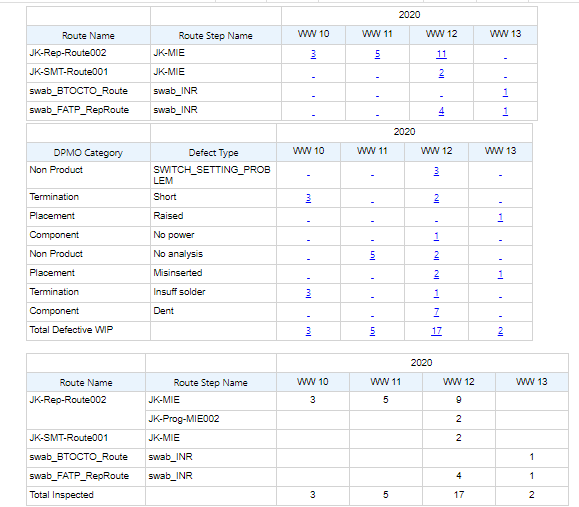 2020
Route Name Route Step Name WW 10 WW 11 WW 12 WW 13
JK-Rep-Route002 JK-MIE 3 5 11 -
JK-SMT-Route001 JK-MIE - - 2 -
swab_BTOCTO_Route swab_INR - - - 1
swab_FATP_RepRoute swab_INR - - 4 1
2020
DPMO Category Defect Type WW 10 WW 11 WW 12 WW 13
Non Product SWITCH_SETTING_PROB - - 3 -
LEM
Termination Short 3 - 2 -
Placement Raised - - - 1
Component No power - - 1 -
Non Product No analysis - 5 2 -
Placement Misinserted - - 2 1
Termination Insuff solder 3 - 1 -
Component Dent - - 7 -
Total Defective WIP 3 5 17 2
2020
Route Name Route Step Name WW 10 WW 11 WW 12 WW 13
JK-Rep-Route002 JK-MIE 3 5 9
JK-Prog-MIE002 2
JK-SMT-Route001 JK-MIE 2
swab_BTOCTO_Route swab_INR 1
swab_FATP_RepRoute swab_INR 4 1
Total Inspected 3 5 17 2